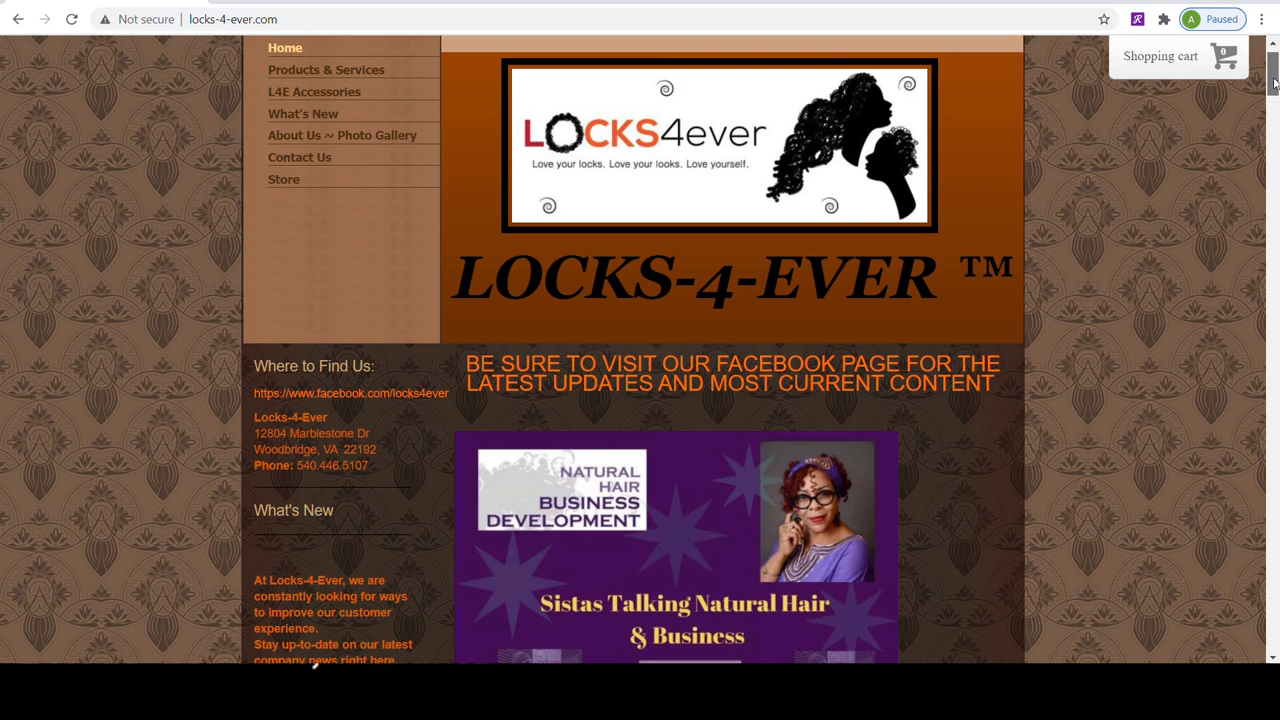 Not secure
locks-4-ever.com
A
Paused
Home
Products & Services
L4E Accessories
What's New
About Us ~ Photo Gallery
Contact Us
Store
Shopping cart
0
LOCKS4ever
Love your locks. Love your looks. Love yourself.
LOCKS-4-EVER ™
Where to Find Us:
https://www.facebook.com/locks4ever
Locks-4-Ever
12804 Marblestone Dr
Woodbridge, VA 22192
Phone: 540.446.5107
What's New
At Locks-4-Ever, we are
constantly looking for ways
to improve our customer
experience.
Stay up-to-date on our latest
company news right here.
BE SURE TO VISIT OUR FACEBOOK PAGE FOR THE
LATEST UPDATES AND MOST CURRENT CONTENT
NATURAL
HAIR
BUSINESS
DEVELOPMENT
Sistas Talking Natural Hair
& Business